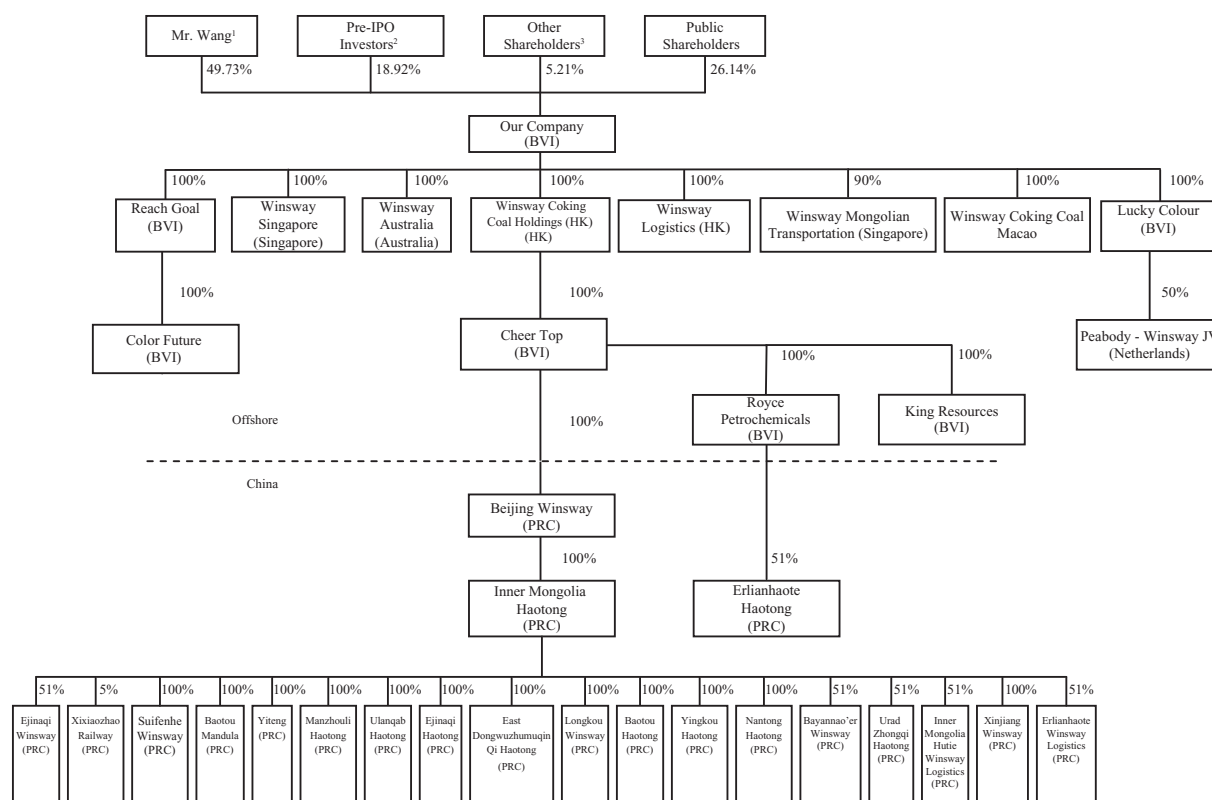 Mr. Wang¹
Pre-IPO
Investors²
Other
Shareholders³
Public
Shareholders
49.73%
18.92%
5.21%
26.14%
Our Company
(BVI)
100%
100%
100%
100%
100%
90%
100%
100%
Reach Goal
(BVI)
Winsway
Singapore
(Singapore)
Winsway
Australia
(Australia)
Winsway Coking
Coal Holdings (HK)
(HK)
Winsway
Logistics (HK)
Winsway Mongolian
Transportation (Singapore)
Winsway Coking Coal
Macao
Lucky Colour
(BVI)
100%
100%
50%
Color Future
(BVI)
Cheer Top
(BVI)
Peabody - Winsway JV
(Netherlands)
100%
100%
Royce
Petrochemicals
(BVI)
King Resources
(BVI)
Offshore
100%
China
Beijing Winsway
(PRC)
100%
51%
Inner Mongolia
Haotong
(PRC)
Erlianhaote
Haotong
(PRC)
51%
5%
100%
100%
100%
100%
100%
100%
100%
100%
100%
100%
100%
51%
51%
51%
100%
51%
Ejinaqi
Winsway
(PRC)
Xixiaozhao
Railway
(PRC)
Suifenhe
Winsway
(PRC)
Baotou
Mandula
(PRC)
Yiteng
(PRC)
Manzhouli
Haotong
(PRC)
Ulanqab
Haotong
(PRC)
Ejinaqi
Haotong
(PRC)
East
Dongwuzhumuqin
Qi Haotong
(PRC)
Longkou
Winsway
(PRC)
Baotou
Haotong
(PRC)
Yingkou
Haotong
(PRC)
Nantong
Haotong
(PRC)
Bayannao’er
Winsway
(PRC)
Urad
Zhongqi
Haotong
(PRC)
Inner
Mongolia
Hutie
Winsway
Logistics
(PRC)
Xinjiang
Winsway
(PRC)
Erlianhaote
Winsway
Logistics
(PRC)